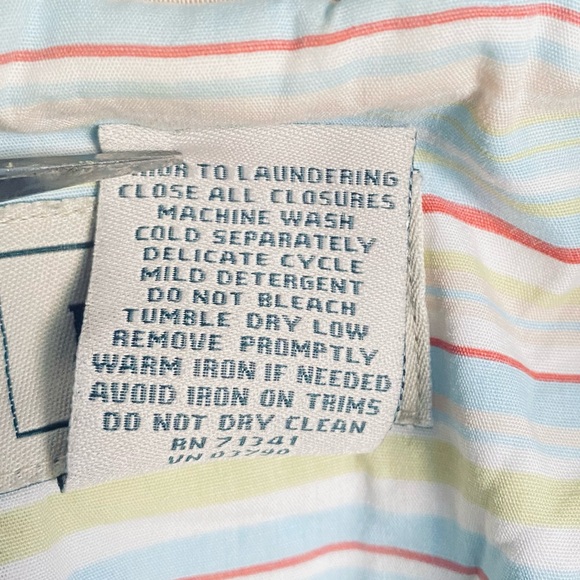 TO LAUNDERING
CLOSE ALL CLOSURES
MACHINE WASH
COLD SEPARATELY
DELICATE CYCLE
MILD DETERGENT
DO NOT BLEACH
TUMBLE DRY LOW
REMOVE PROMPTLY
WARM IRON IF NEEDED
AVOID IRON ON TRIMS
DO NOT DRY CLEAN
RN 71341
VN